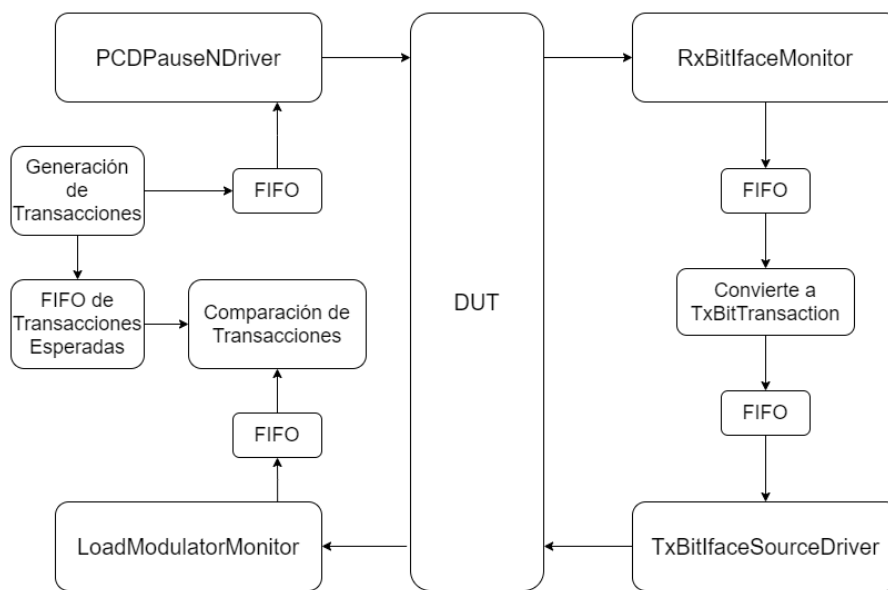 PCDPauseNDriver
RxBitIfaceMonitor
Generación
de
Transacciones
FIFO
FIFO
FIFO de
Transacciones
Esperadas
Comparación de
Transacciones
DUT
Convierte a
TxBitTransaction
FIFO
FIFO
LoadModulatorMonitor
TxBitIfaceSourceDriver